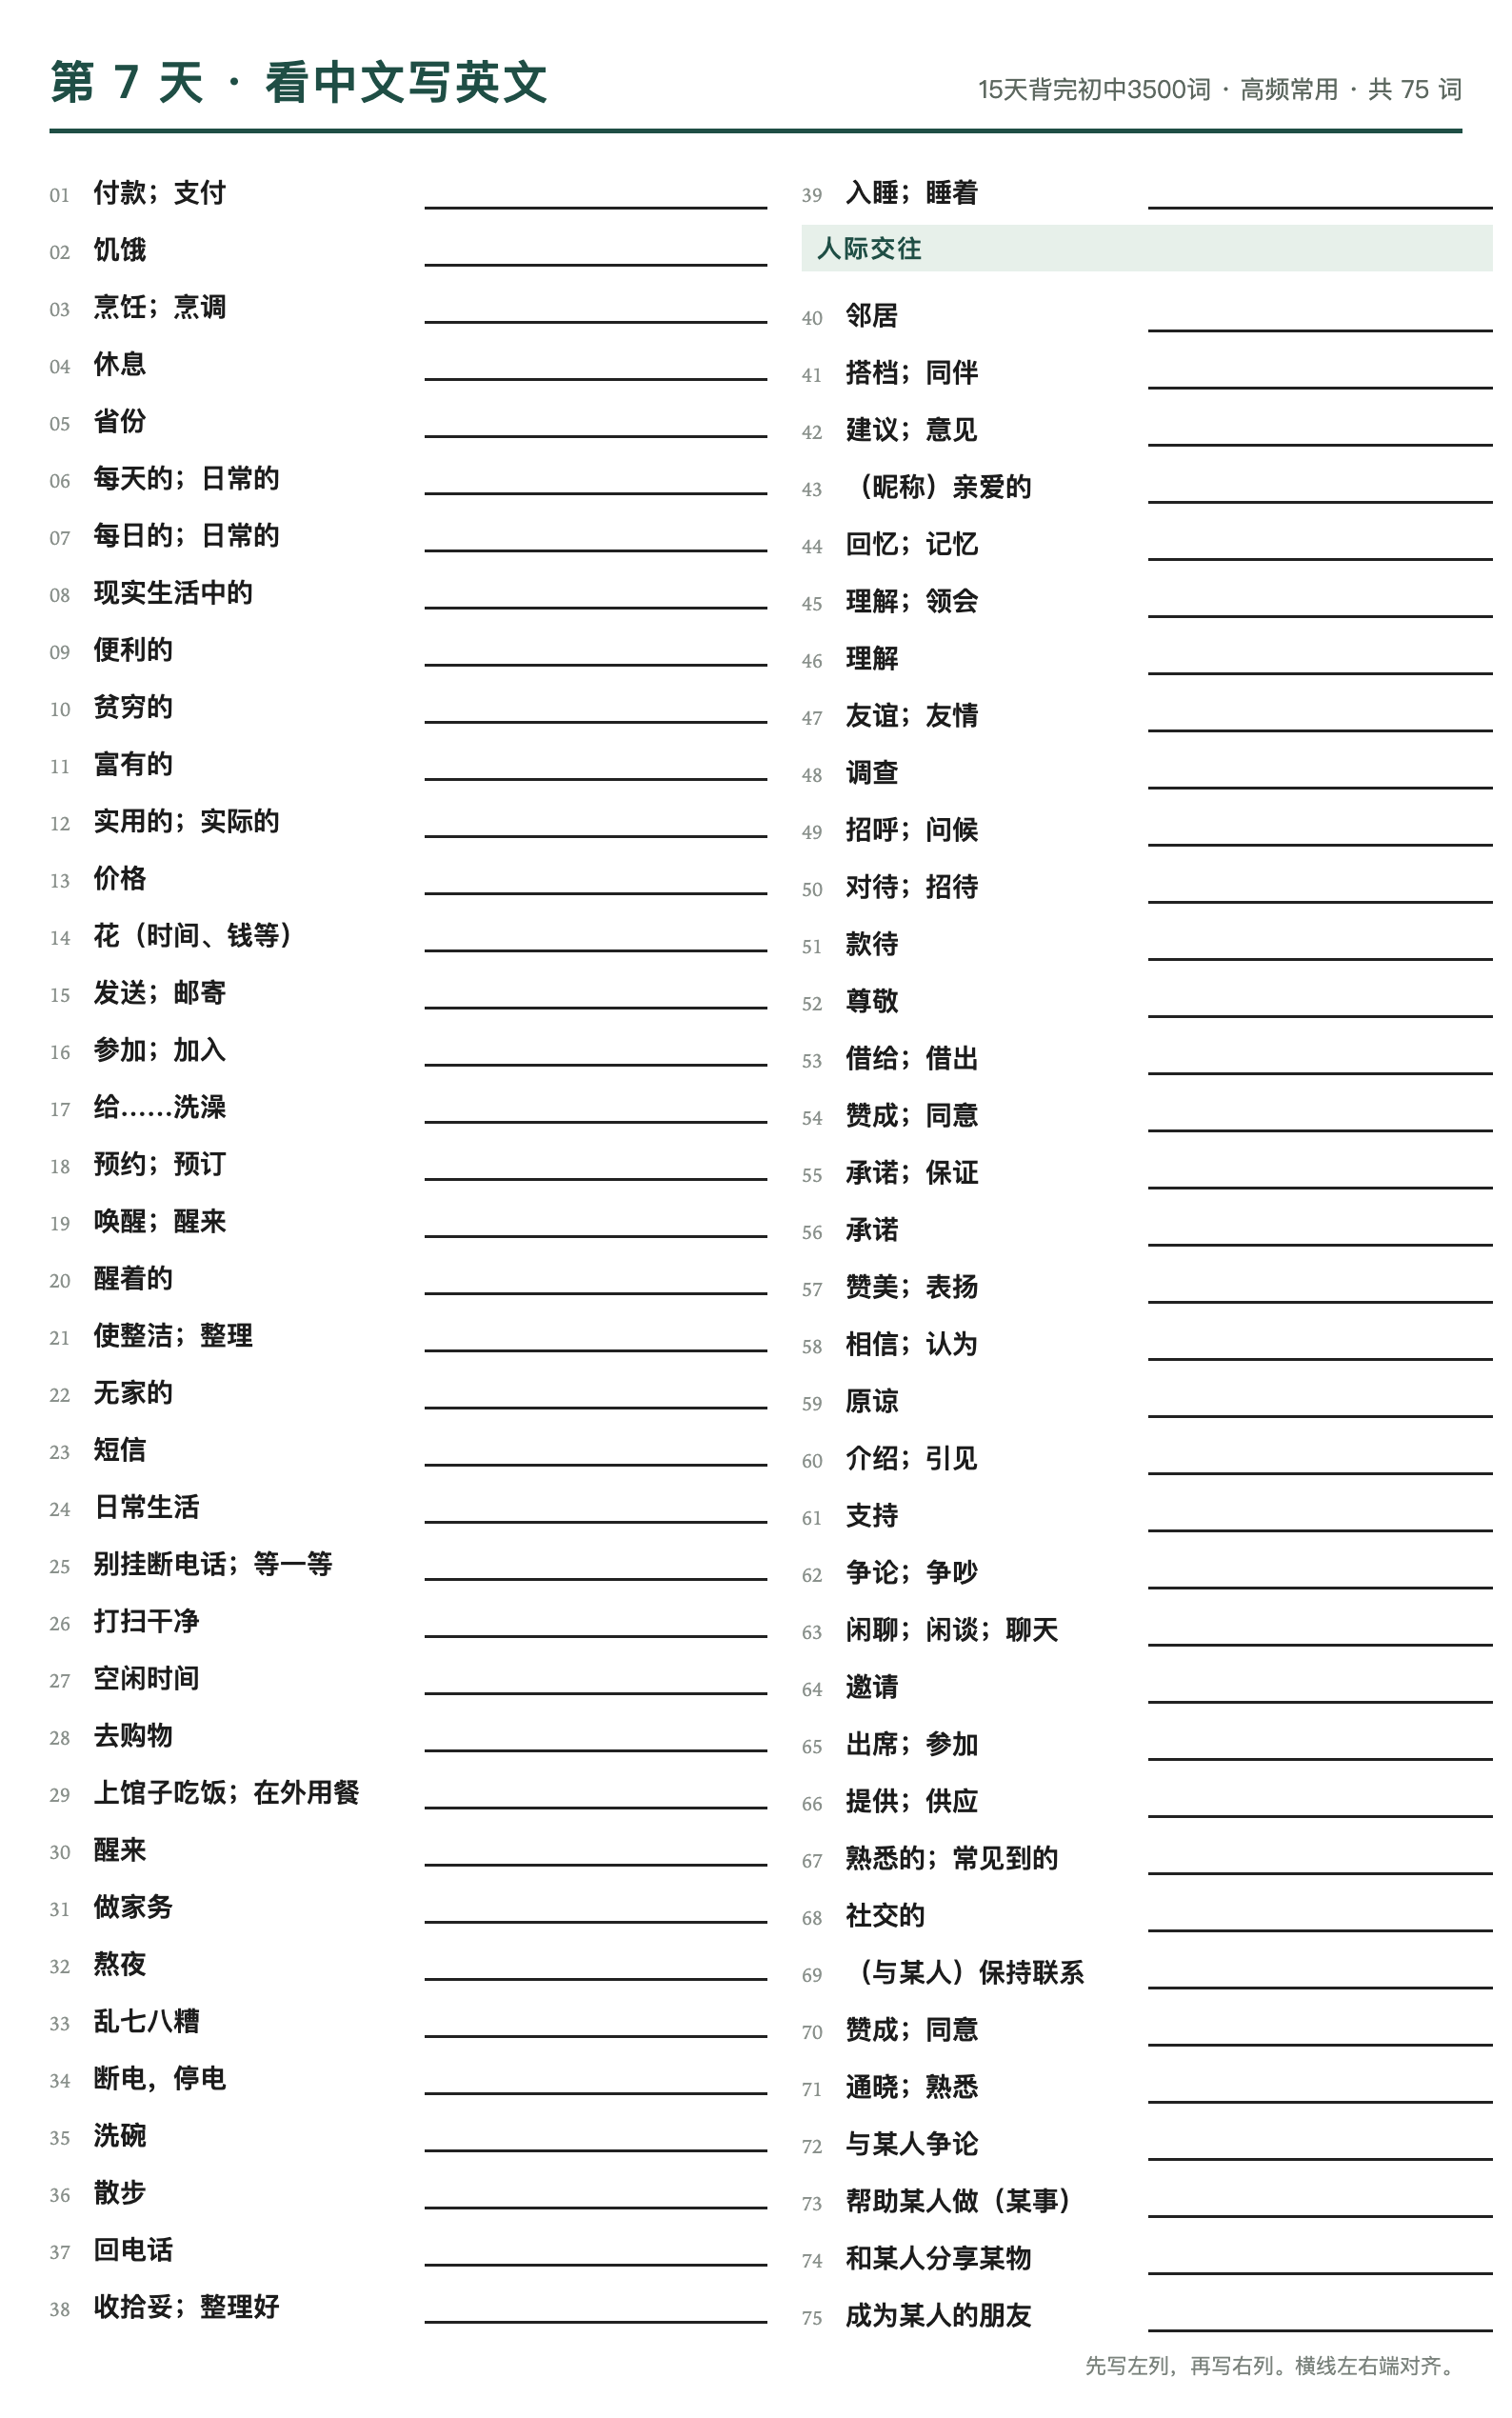 第 7 天 · 看中文写英文
15天背完初中3500词 · 高频常用 · 共 75 词
01 付款；支付
02 饥饿
03 烹饪；烹调
04 休息
05 省份
06 每天的；日常的
07 每日的；日常的
08 现实生活中的
09 便利的
10 贫穷的
11 富有的
12 实用的；实际的
13 价格
14 花（时间、钱等）
15 发送；邮寄
16 参加；加入
17 给……洗澡
18 预约；预订
19 唤醒；醒来
20 醒着的
21 使整洁；整理
22 无家的
23 短信
24 日常生活
25 别挂断电话；等一等
26 打扫干净
27 空闲时间
28 去购物
29 上馆子吃饭；在外用餐
30 醒来
31 做家务
32 熬夜
33 乱七八糟
34 断电，停电
35 洗碗
36 散步
37 回电话
38 收拾妥；整理好
39 入睡；睡着
人际交往
40 邻居
41 搭档；同伴
42 建议；意见
43 （昵称）亲爱的
44 回忆；记忆
45 理解；领会
46 理解
47 友谊；友情
48 调查
49 招呼；问候
50 对待；招待
51 款待
52 尊敬
53 借给；借出
54 赞成；同意
55 承诺；保证
56 承诺
57 赞美；表扬
58 相信；认为
59 原谅
60 介绍；引见
61 支持
62 争论；争吵
63 闲聊；闲谈；聊天
64 邀请
65 出席；参加
66 提供；供应
67 熟悉的；常见到的
68 社交的
69 （与某人）保持联系
70 赞成；同意
71 通晓；熟悉
72 与某人争论
73 帮助某人做（某事）
74 和某人分享某物
75 成为某人的朋友
先写左列，再写右列。横线左右端对齐。